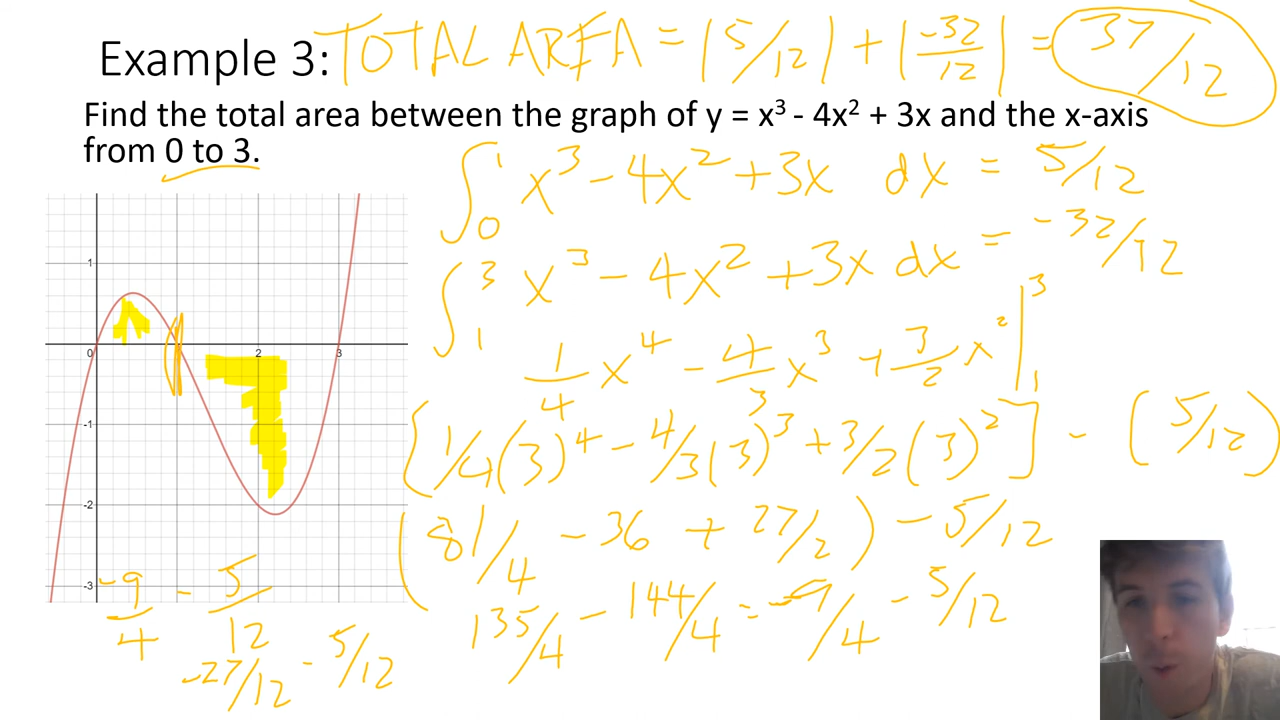 Example 3: TOTAL AREA = |5/12| + |-32/12| = 37/12
Find the total area between the graph of y = x³ - 4x² + 3x and the x-axis
from 0 to 3.
∫₀¹ x³ - 4x² + 3x dx = 5/12
∫₁³ x³ - 4x² + 3x dx = -32/12
1/4 x⁴ - 4/3 x³ + 3/2 x² |₁³
[1/4(3)⁴ - 4/3(3)³ + 3/2(3)²] - (5/12)
(81/4 - 36 + 27/2) - 5/12
135/4 - 144/4 = -9/4 - 5/12
1
0
2
3
-1
-2
-3
-9/4 - 5/12
-27/12 - 5/12